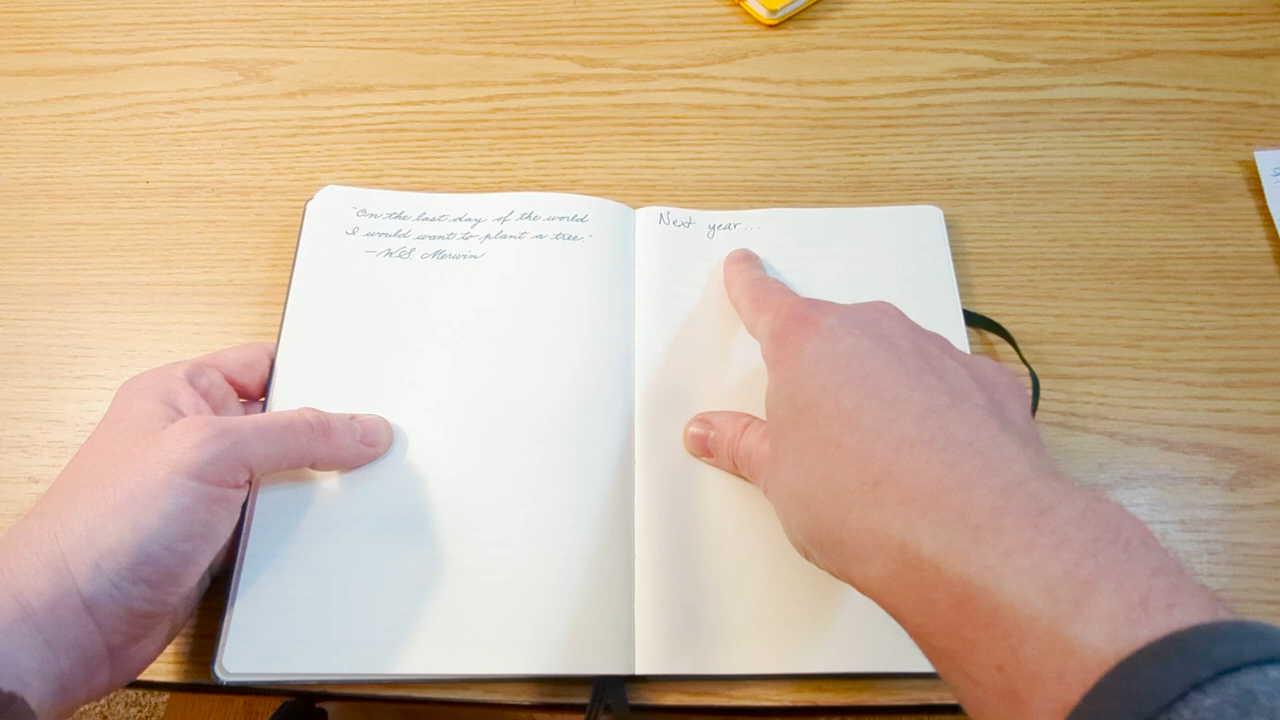 "On the last day of the world
I would want to plant a tree."
—W.S. Merwin
Next year...